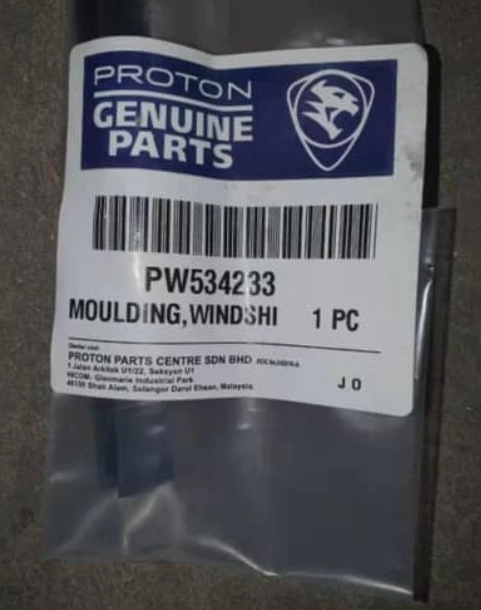 PROTON
GENUINE
PARTS
PW534233
MOULDING,WINDSHI 1 PC
PROTON PARTS CENTRE SDN BHD
1 Jalan Arkitek U1/22, Seksyen U1
HICOM- Glenmarie Industrial Park
40150 Shah Alam, Selangor Darul Ehsan, Malaysia.
J 0